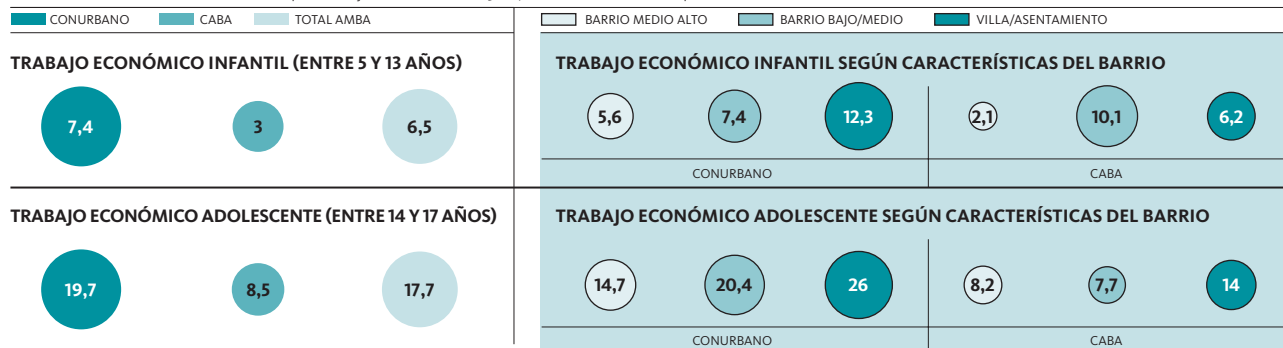 CONURBANO CABA TOTAL AMBA
TRABAJO ECONÓMICO INFANTIL (ENTRE 5 Y 13 AÑOS)
7,4 3 6,5
TRABAJO ECONÓMICO ADOLESCENTE (ENTRE 14 Y 17 AÑOS)
19,7 8,5 17,7
BARRIO MEDIO ALTO BARRIO BAJO/MEDIO VILLA/ASENTAMIENTO
TRABAJO ECONÓMICO INFANTIL SEGÚN CARACTERÍSTICAS DEL BARRIO
5,6 7,4 12,3 2,1 10,1 6,2
CONURBANO CABA
TRABAJO ECONÓMICO ADOLESCENTE SEGÚN CARACTERÍSTICAS DEL BARRIO
14,7 20,4 26 8,2 7,7 14
CONURBANO CABA